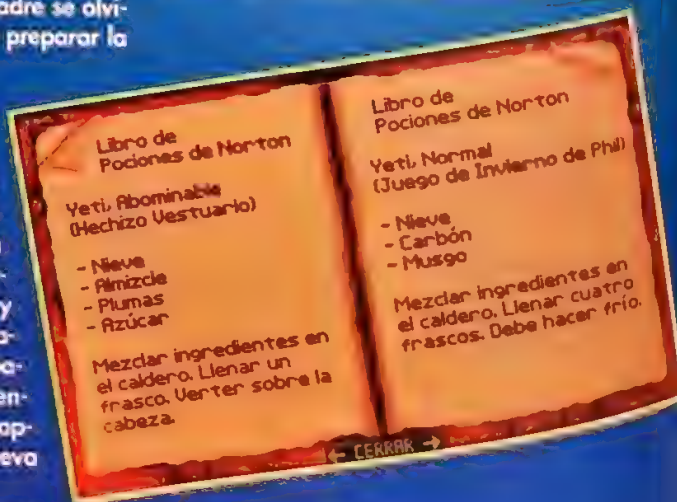 adre se olvi-
preparar la
y
a-
en-
ap-
eva
Libro de
Pociones de Norton
Yeti, Abominable
(Hechizo Vestuario)
- Nieve
- Almizcle
- Plumas
- Azúcar
Mezclar ingredientes en
el caldero. Llenar un
frasco. Verter sobre la
cabeza.
Libro de
Pociones de Norton
Yeti, Normal
(Juego de Invierno de Phil)
- Nieve
- Carbón
- Musgo
Mezclar ingredientes en
el caldero. Llenar cuatro
frascos. Debe hacer frío.
← CERRAR →